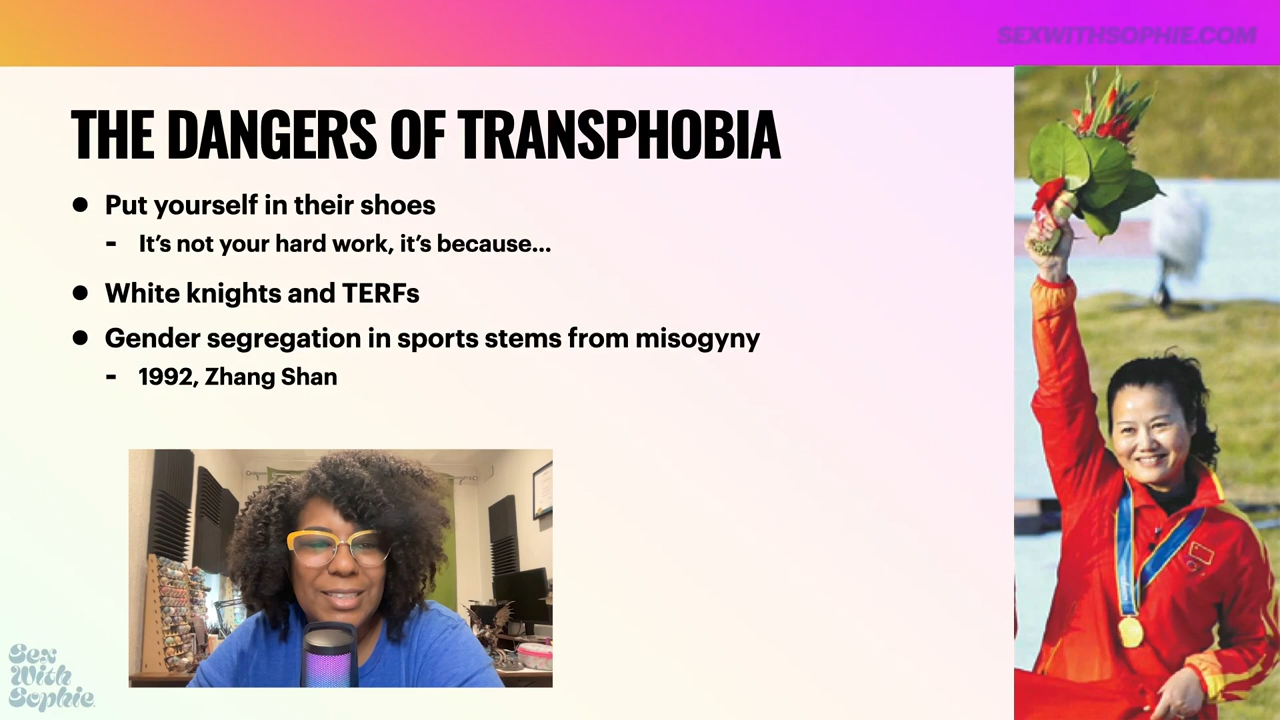 SEXWITHSOPHIE.COM
THE DANGERS OF TRANSPHOBIA
● Put yourself in their shoes
- It’s not your hard work, it’s because...
● White knights and TERFs
● Gender segregation in sports stems from misogyny
- 1992, Zhang Shan
Sex
With
Sophie